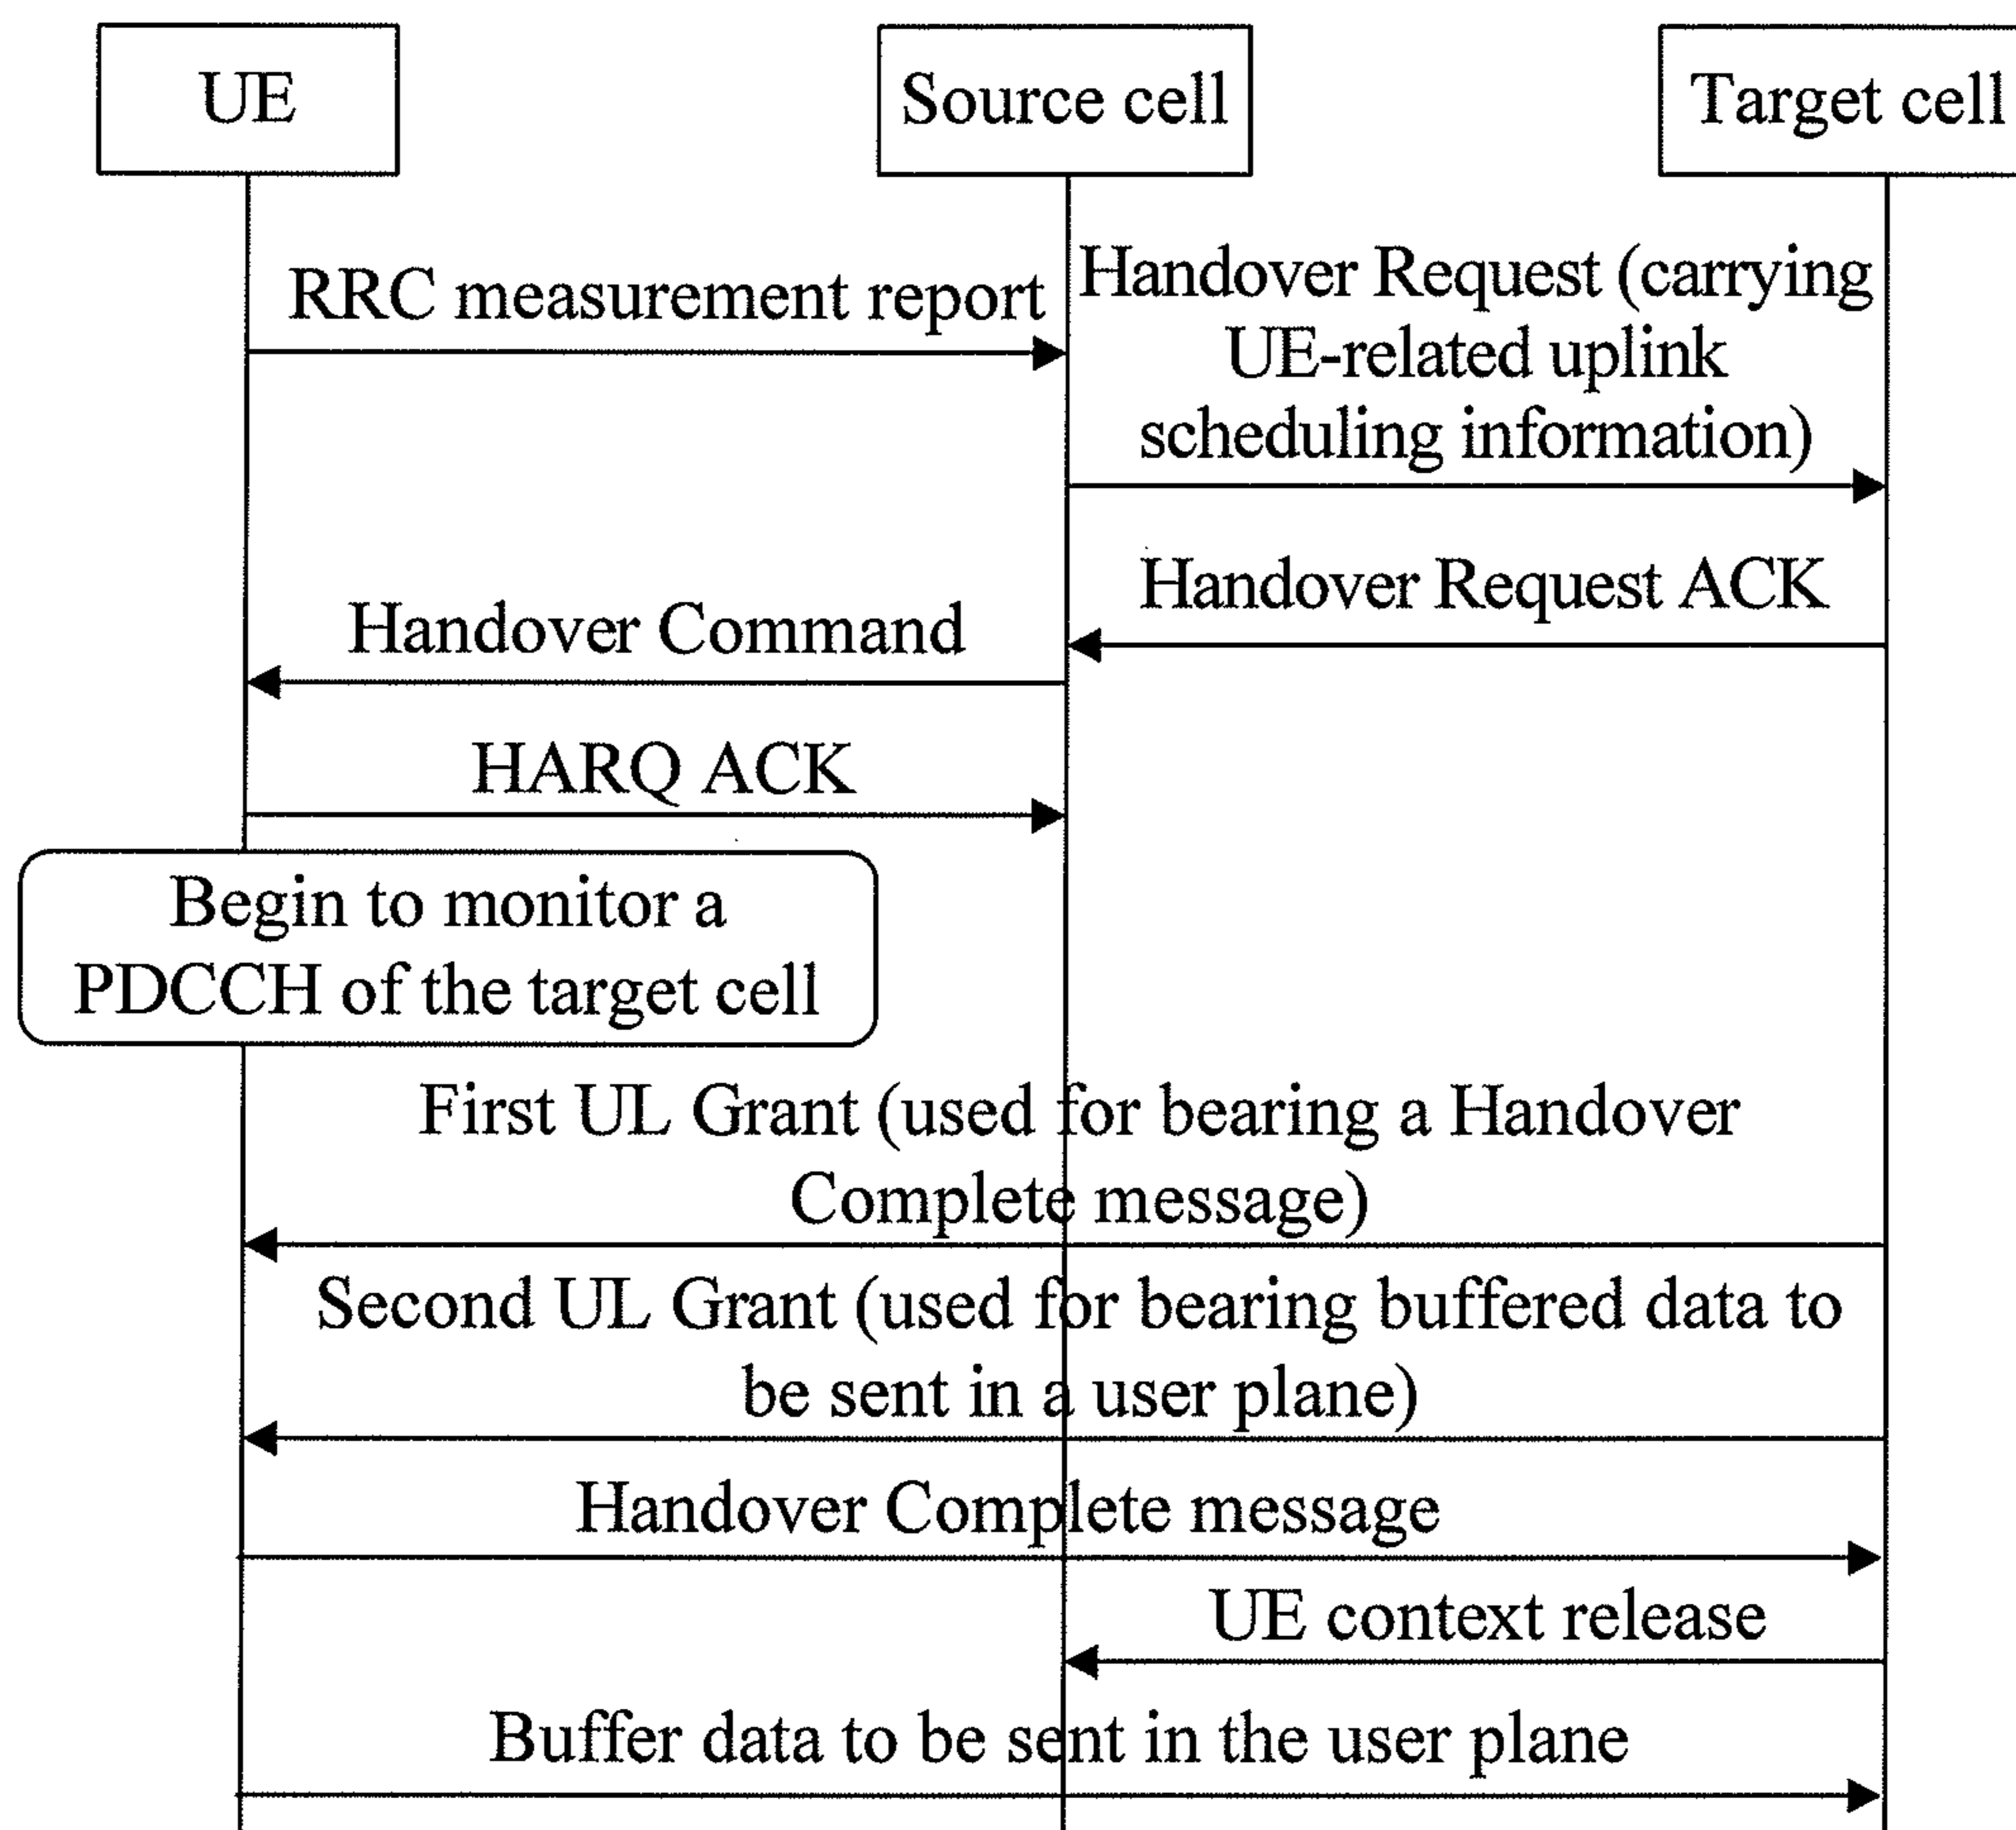 UE
Source cell
Target cell
RRC measurement report
Handover Request (carrying
UE-related uplink
scheduling information)
Handover Request ACK
Handover Command
HARQ ACK
Begin to monitor a
PDCCH of the target cell
First UL Grant (used for bearing a Handover
Complete message)
Second UL Grant (used for bearing buffered data to
be sent in a user plane)
Handover Complete message
UE context release
Buffer data to be sent in the user plane